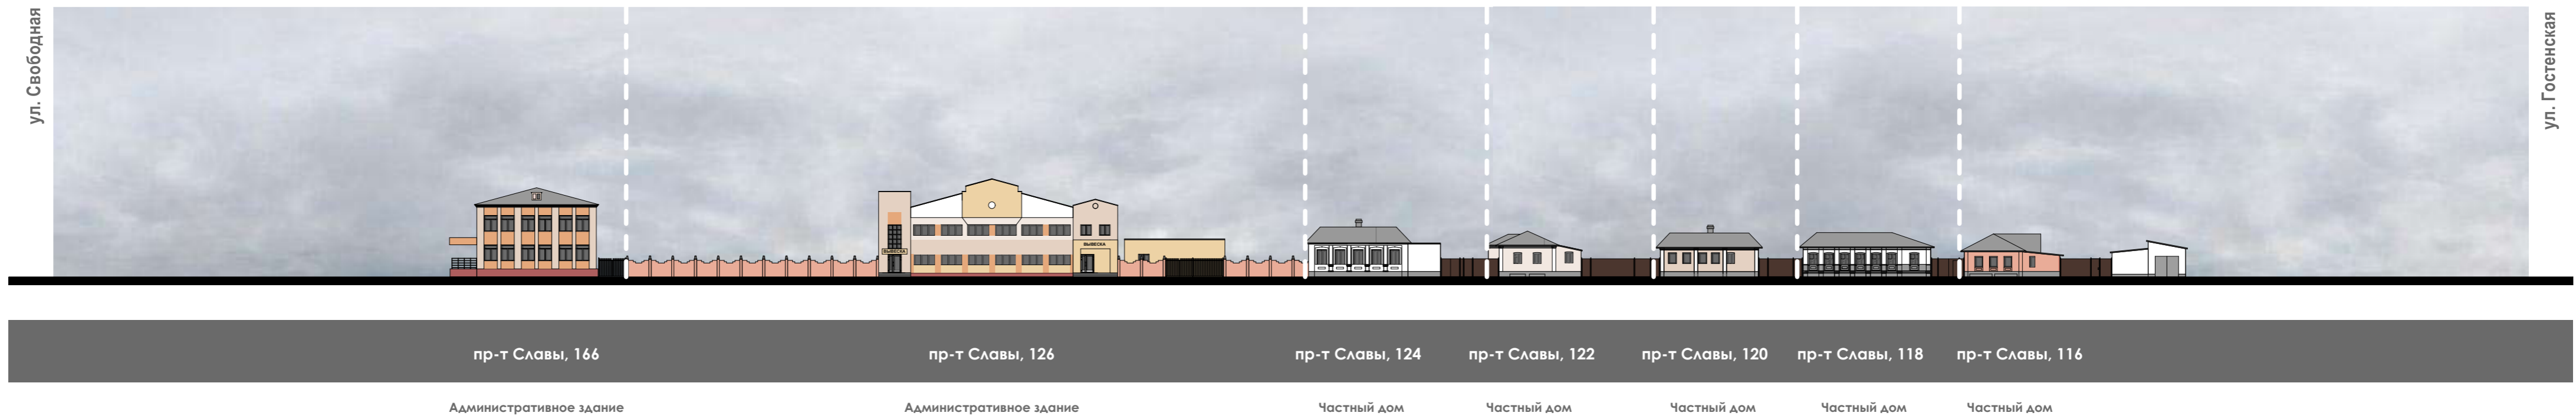 ул. Свободная
ул. Гостенская
ВЫВЕСКА
ВЫВЕСКА
пр-т Славы, 166
пр-т Славы, 126
пр-т Славы, 124
пр-т Славы, 122
пр-т Славы, 120
пр-т Славы, 118
пр-т Славы, 116
Административное здание
Административное здание
Частный дом
Частный дом
Частный дом
Частный дом
Частный дом